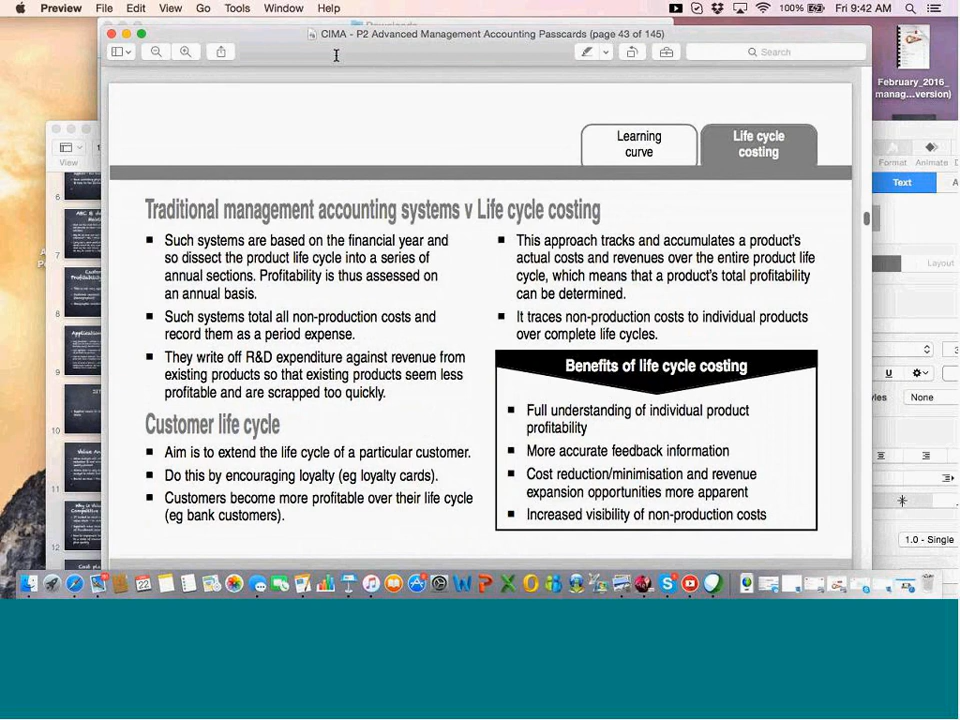 Preview File Edit View Go Tools Window Help
100% Fri 9:42 AM
Downloads
CIMA - P2 Advanced Management Accounting Passcards (page 43 of 145)
Search
February_2016_
manag...version)
View
Format Animate
Text
Layout
U
None
1.0 - Single
6
7
8
9
10
11
12
Learning
curve
Life cycle
costing
Traditional management accounting systems v Life cycle costing
Such systems are based on the financial year and
so dissect the product life cycle into a series of
annual sections. Profitability is thus assessed on
an annual basis.
Such systems total all non-production costs and
record them as a period expense.
They write off R&D expenditure against revenue from
existing products so that existing products seem less
profitable and are scrapped too quickly.
Customer life cycle
Aim is to extend the life cycle of a particular customer.
Do this by encouraging loyalty (eg loyalty cards).
Customers become more profitable over their life cycle
(eg bank customers).
This approach tracks and accumulates a product's
actual costs and revenues over the entire product life
cycle, which means that a product's total profitability
can be determined.
It traces non-production costs to individual products
over complete life cycles.
Benefits of life cycle costing
Full understanding of individual product
profitability
More accurate feedback information
Cost reduction/minimisation and revenue
expansion opportunities more apparent
Increased visibility of non-production costs
22